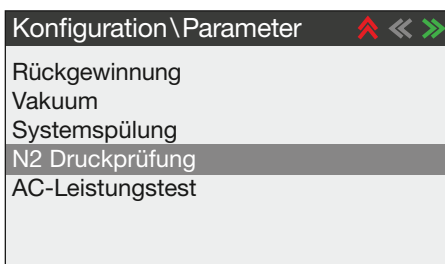 Konfiguration\Parameter
Rückgewinnung
Vakuum
Systemspülung
N2 Druckprüfung
AC-Leistungstest